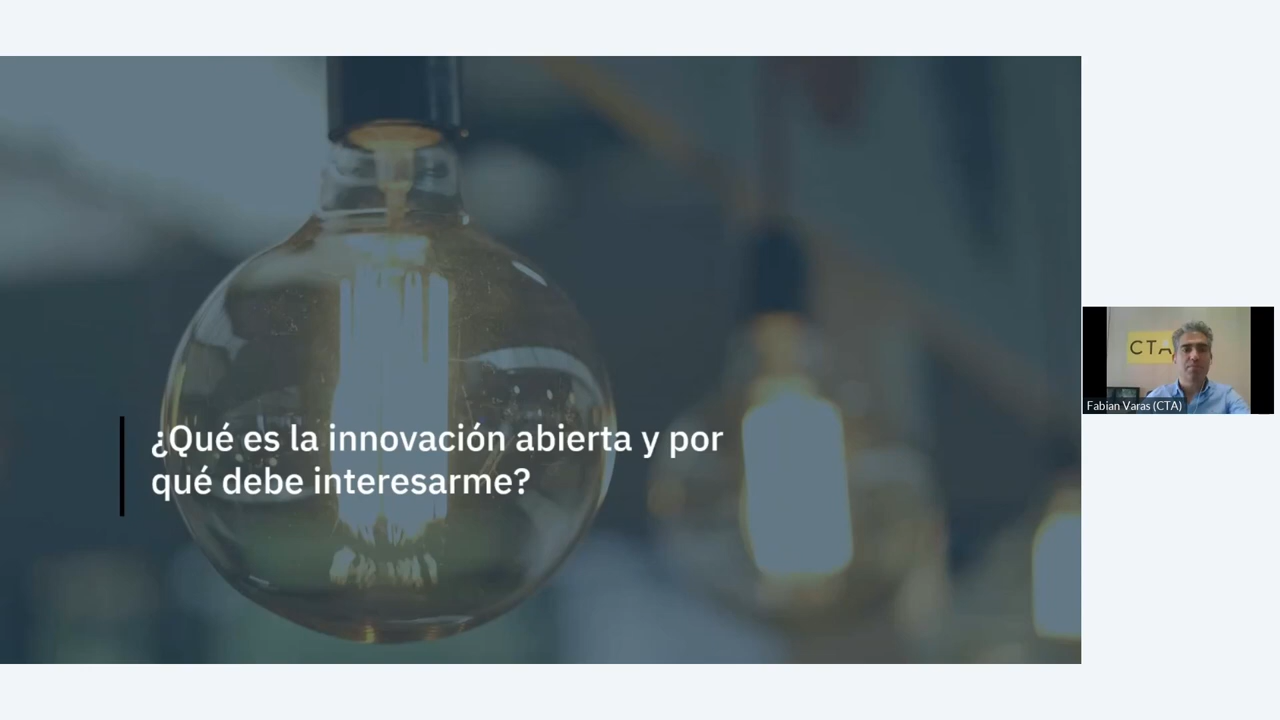 ¿Qué es la innovación abierta y por
qué debe interesarme?
CTA
Fabian Varas (CTA)